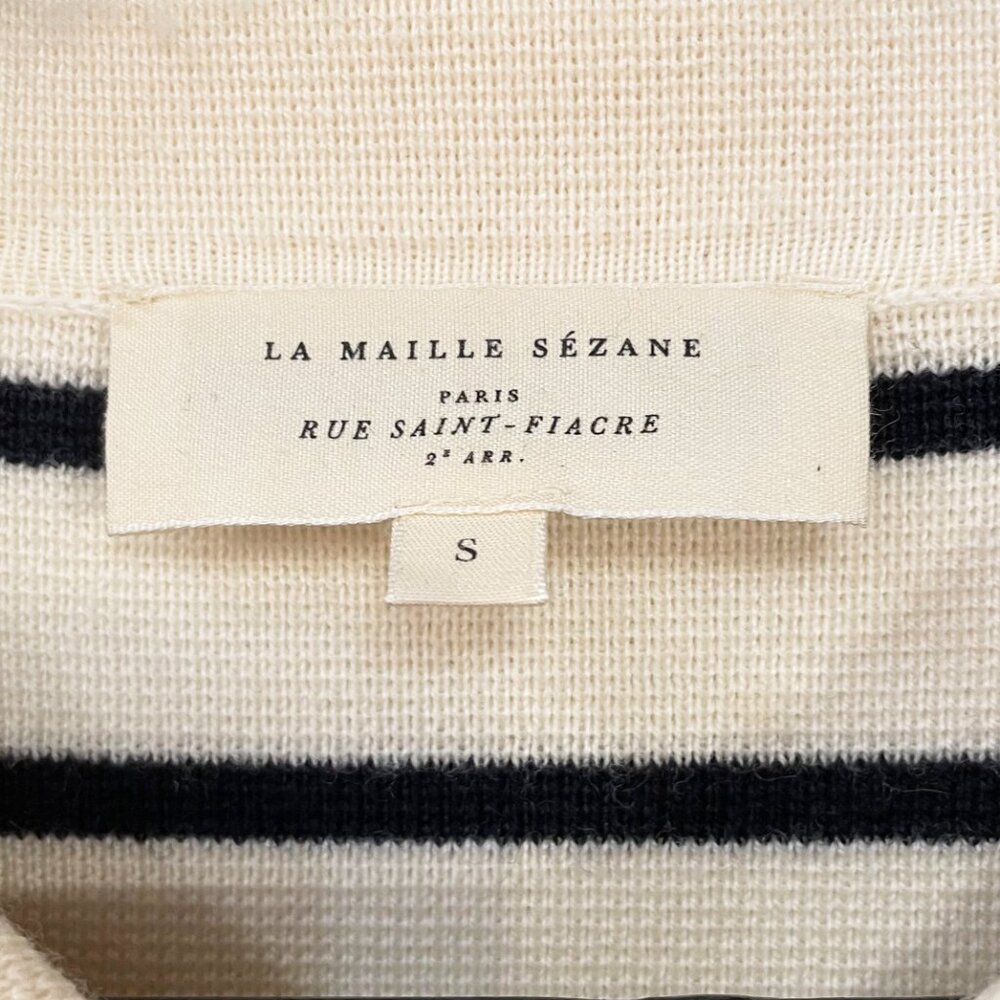 LA MAILLE SÉZANE
PARIS
RUE SAINT-FIACRE
2E ARR.
S